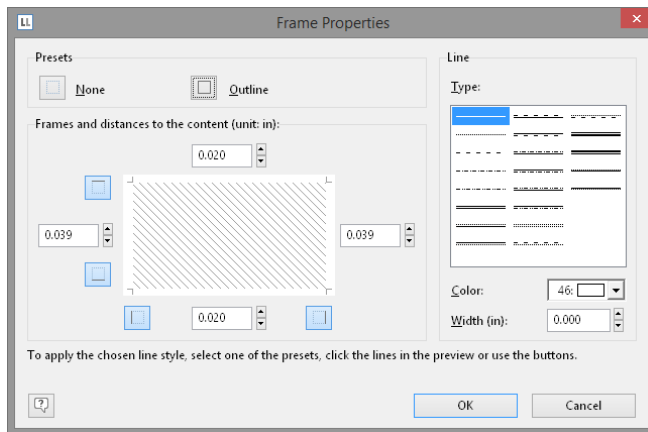 LL
Frame Properties
Presets
None
Outline
Frames and distances to the content (unit: in):
0.020
0.039
0.039
0.020
Line
Type:
Color:
46:
Width (in):
0.000
To apply the chosen line style, select one of the presets, click the lines in the preview or use the buttons.
OK
Cancel